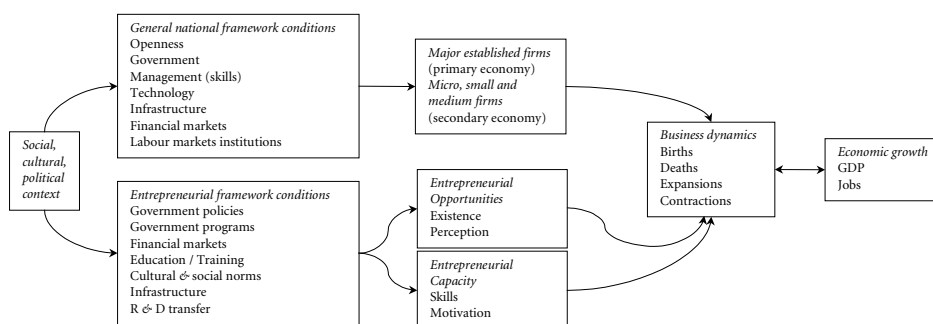 Social,
cultural,
political
context
General national framework conditions
Openness
Government
Management (skills)
Technology
Infrastructure
Financial markets
Labour markets institutions
Entrepreneurial framework conditions
Government policies
Government programs
Financial markets
Education / Training
Cultural & social norms
Infrastructure
R & D transfer
Major established firms
(primary economy)
Micro, small and
medium firms
(secondary economy)
Entrepreneurial
Opportunities
Existence
Perception
Entrepreneurial
Capacity
Skills
Motivation
Business dynamics
Births
Deaths
Expansions
Contractions
Economic growth
GDP
Jobs